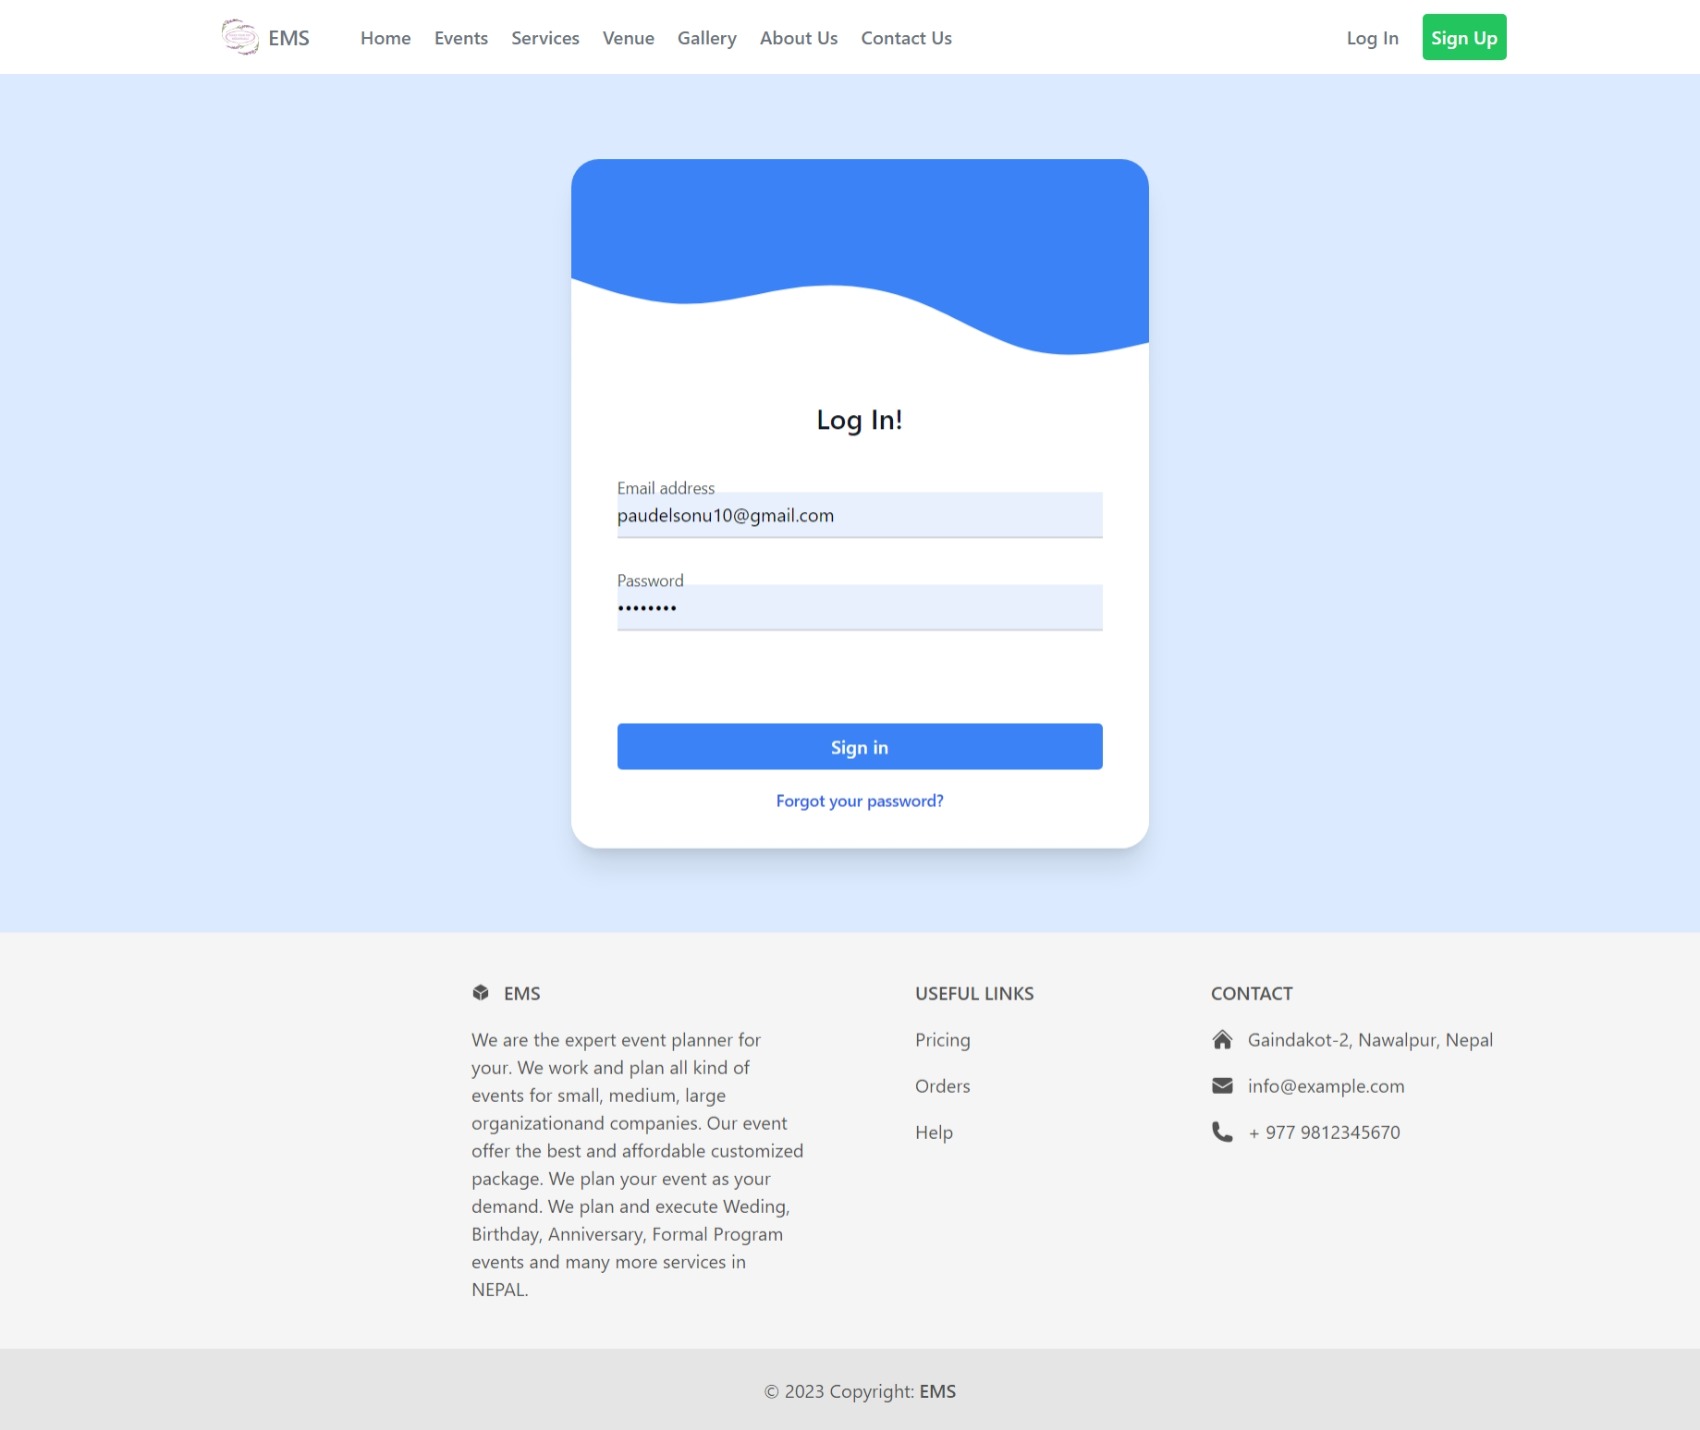 EMS Home Events Services Venue Gallery About Us Contact Us Log In Sign Up
Log In!
Email address
paudelsonu10@gmail.com
Password
••••••••
Sign in
Forgot your password?
EMS
We are the expert event planner for
your. We work and plan all kind of
events for small, medium, large
organizationand companies. Our event
offer the best and affordable customized
package. We plan your event as your
demand. We plan and execute Weding,
Birthday, Anniversary, Formal Program
events and many more services in
NEPAL.
USEFUL LINKS
Pricing
Orders
Help
CONTACT
Gaindakot-2, Nawalpur, Nepal
info@example.com
+ 977 9812345670
© 2023 Copyright: EMS